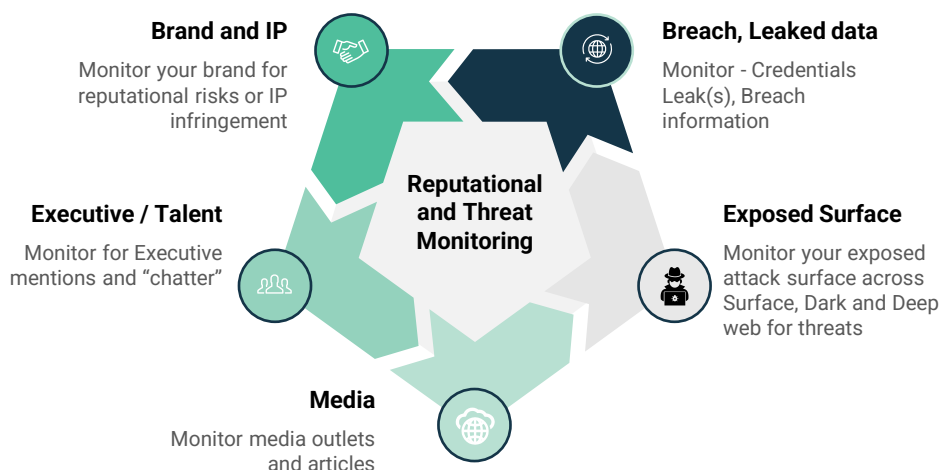 Brand and IP
Monitor your brand for
reputational risks or IP
infringement
Breach, Leaked data
Monitor - Credentials
Leak(s), Breach
information
Reputational
and Threat
Monitoring
Executive / Talent
Monitor for Executive
mentions and “chatter”
Exposed Surface
Monitor your exposed
attack surface across
Surface, Dark and Deep
web for threats
Media
Monitor media outlets
and articles